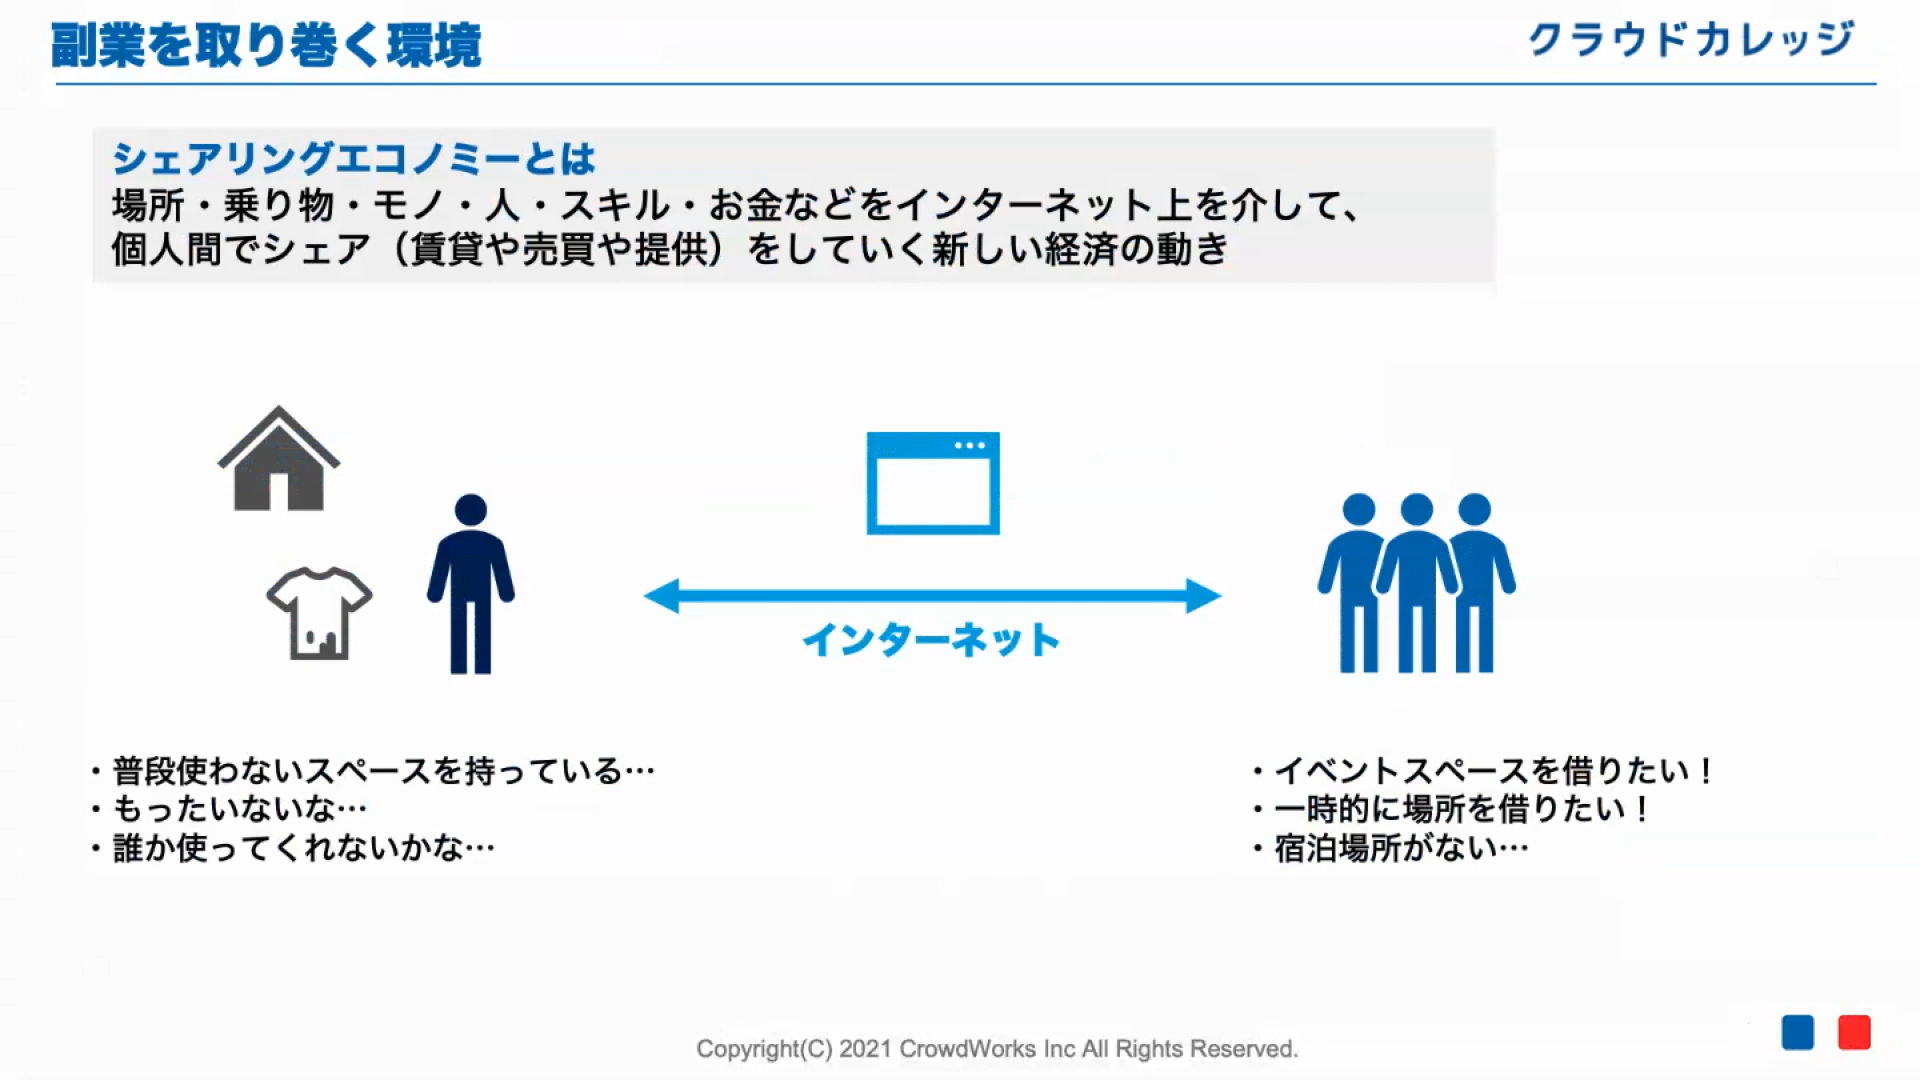 副業を取り巻く環境
クラウドカレッジ
シェアリングエコノミーとは
場所・乗り物・モノ・人・スキル・お金などをインターネット上を介して、
個人間でシェア（賃貸や売買や提供）をしていく新しい経済の動き
インターネット
・普段使わないスペースを持っている…
・もったいないな…
・誰か使ってくれないかな…
・イベントスペースを借りたい！
・一時的に場所を借りたい！
・宿泊場所がない…
Copyright(C) 2021 CrowdWorks Inc All Rights Reserved.